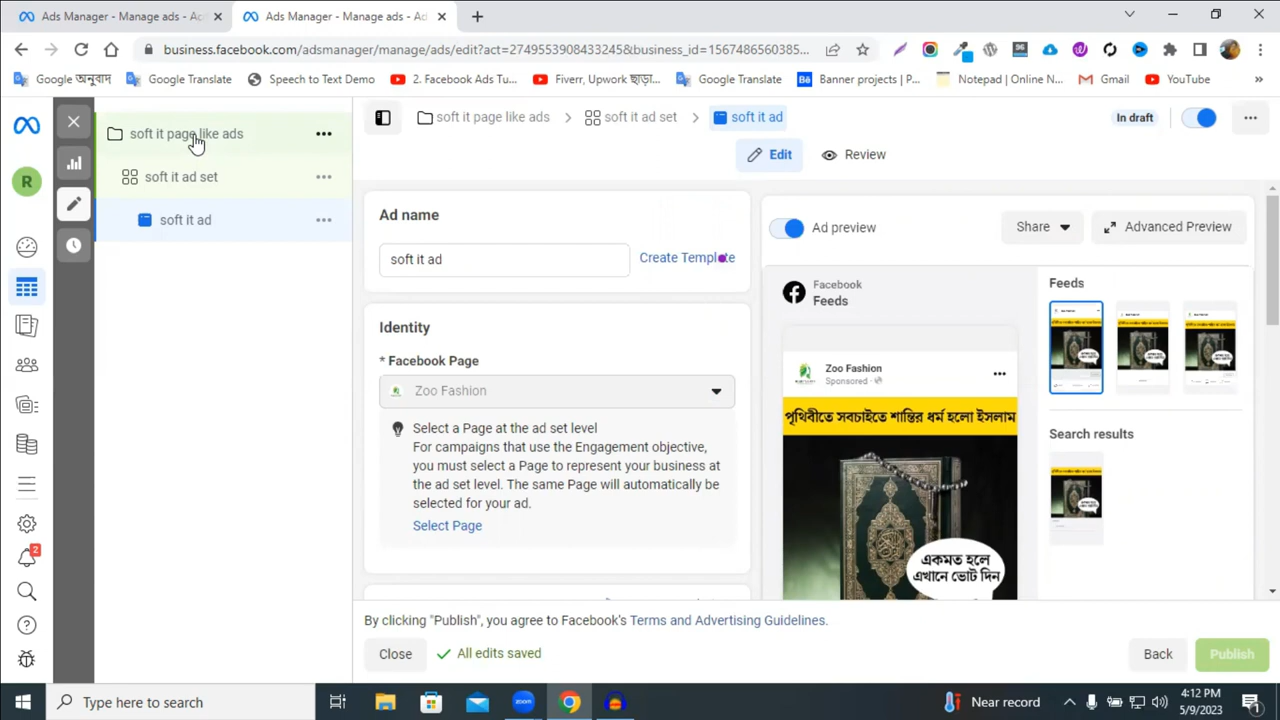 Ads Manager - Manage ads - Ac
Ads Manager - Manage ads - Ad
business.facebook.com/adsmanager/manage/ads/edit?act=2749553908433245&business_id=1567486560385...
Google অনুবাদ
Google Translate
Speech to Text Demo
2. Facebook Ads Tu...
Fiverr, Upwork ছাড়া...
Google Translate
Banner projects | P...
Notepad | Online N...
Gmail
YouTube
soft it page like ads
soft it ad set
soft it ad
R
2
soft it page like ads
soft it ad set
soft it ad
In draft
Edit
Review
Ad name
soft it ad
Create Template
Identity
* Facebook Page
Zoo Fashion
Select a Page at the ad set level
For campaigns that use the Engagement objective,
you must select a Page to represent your business at
the ad set level. The same Page will automatically be
selected for your ad.
Select Page
Ad preview
Share
Advanced Preview
Facebook
Feeds
Zoo Fashion
Sponsored
পৃথিবীতে সবচাইতে শান্তির ধর্ম হলো ইসলাম
একমত হলে
এখানে ভোট দিন
Feeds
Search results
By clicking "Publish", you agree to Facebook's Terms and Advertising Guidelines.
Close
All edits saved
Back
Publish
Type here to search
zoom
Near record
4:12 PM
5/9/2023
1